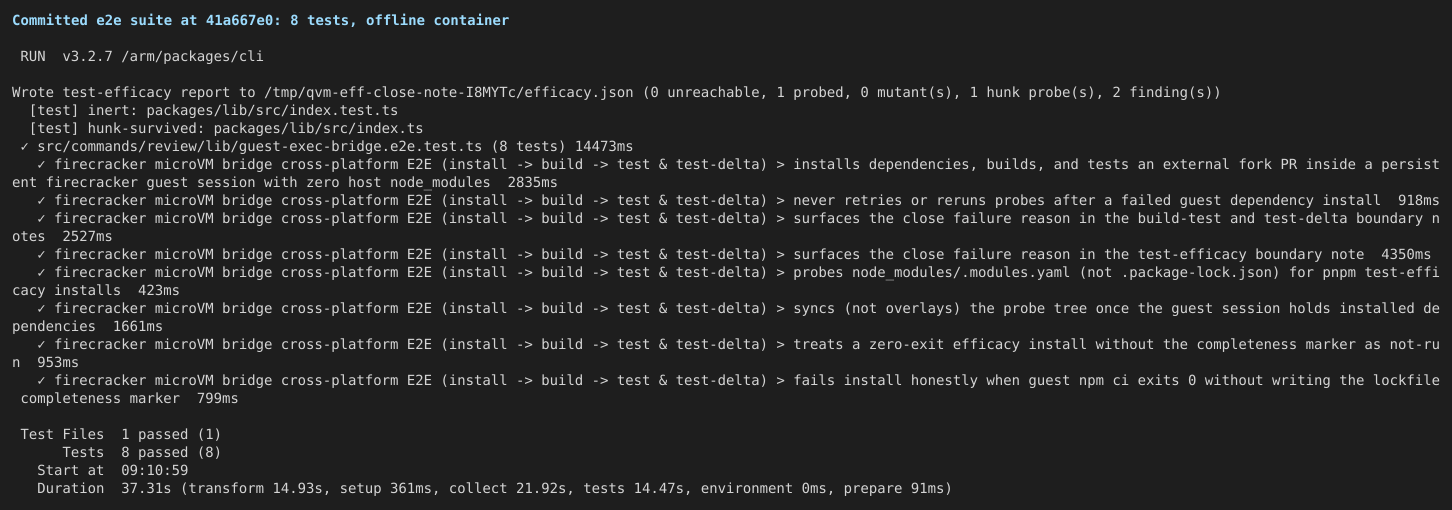 Committed e2e suite at 41a667e0: 8 tests, offline container
RUN  v3.2.7 /arm/packages/cli
Wrote test-efficacy report to /tmp/qvm-eff-close-note-I8MYTc/efficacy.json (0 unreachable, 1 probed, 0 mutant(s), 1 hunk probe(s), 2 finding(s))
[test] inert: packages/lib/src/index.test.ts
[test] hunk-survived: packages/lib/src/index.ts
✓ src/commands/review/lib/guest-exec-bridge.e2e.test.ts (8 tests) 14473ms
✓ firecracker microVM bridge cross-platform E2E (install -> build -> test & test-delta) > installs dependencies, builds, and tests an external fork PR inside a persist
ent firecracker guest session with zero host node_modules  2835ms
✓ firecracker microVM bridge cross-platform E2E (install -> build -> test & test-delta) > never retries or reruns probes after a failed guest dependency install  918ms
✓ firecracker microVM bridge cross-platform E2E (install -> build -> test & test-delta) > surfaces the close failure reason in the build-test and test-delta boundary n
otes  2527ms
✓ firecracker microVM bridge cross-platform E2E (install -> build -> test & test-delta) > surfaces the close failure reason in the test-efficacy boundary note  4350ms
✓ firecracker microVM bridge cross-platform E2E (install -> build -> test & test-delta) > probes node_modules/.modules.yaml (not .package-lock.json) for pnpm test-effi
cacy installs  423ms
✓ firecracker microVM bridge cross-platform E2E (install -> build -> test & test-delta) > syncs (not overlays) the probe tree once the guest session holds installed de
pendencies  1661ms
✓ firecracker microVM bridge cross-platform E2E (install -> build -> test & test-delta) > treats a zero-exit efficacy install without the completeness marker as not-ru
n  953ms
✓ firecracker microVM bridge cross-platform E2E (install -> build -> test & test-delta) > fails install honestly when guest npm ci exits 0 without writing the lockfile
completeness marker  799ms
Test Files  1 passed (1)
Tests  8 passed (8)
Start at  09:10:59
Duration  37.31s (transform 14.93s, setup 361ms, collect 21.92s, tests 14.47s, environment 0ms, prepare 91ms)